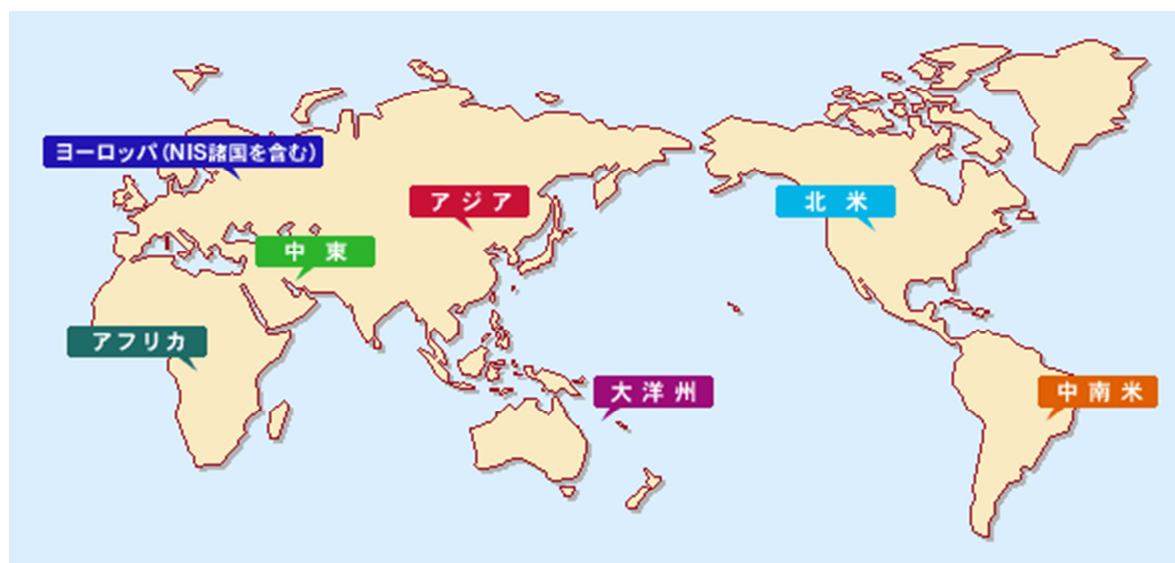 ヨーロッパ(NIS諸国を含む)
アジア
北米
中東
アフリカ
大洋州
中南米